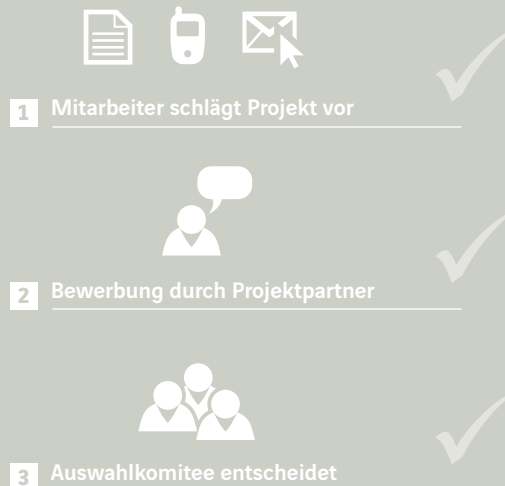 1 Mitarbeiter schlägt Projekt vor
2 Bewerbung durch Projektpartner
3 Auswahlkomitee entscheidet